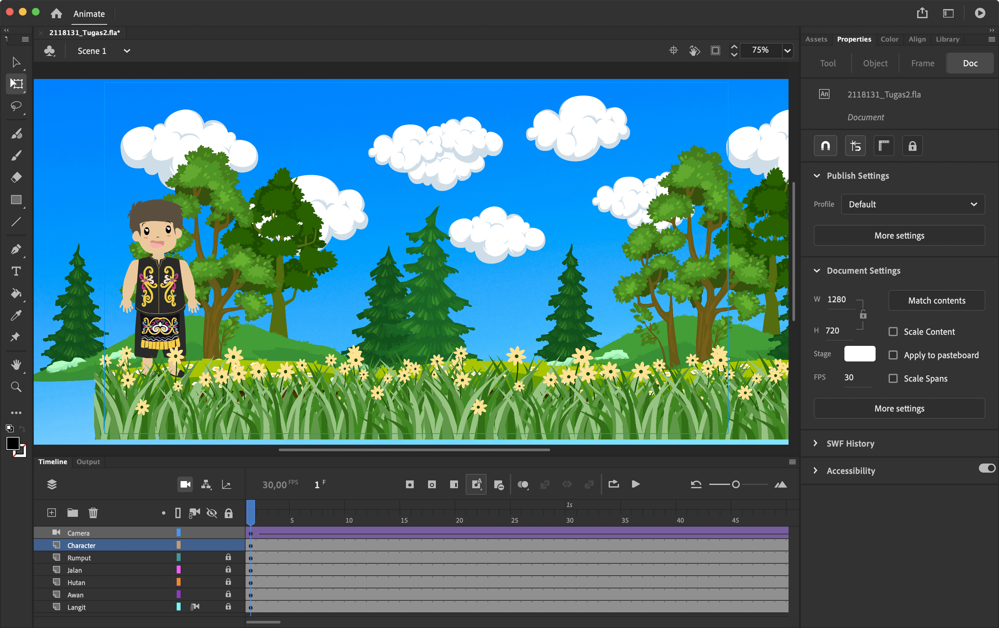 Animate
2118131_Tugas2.fla*
Scene 1
75%
Assets Properties Color Align Library
Tool Object Frame Doc
An 2118131_Tugas2.fla
Document
Publish Settings
Profile Default
More settings
Document Settings
W 1280 Match contents
H 720 Scale Content
Stage Apply to pasteboard
FPS 30 Scale Spans
More settings
SWF History
Accessibility
Timeline Output
30,00 FPS 1 F
1s
5 10 15 20 25 30 35 40 45
Camera
Character
Rumput
Jalan
Hutan
Awan
Langit